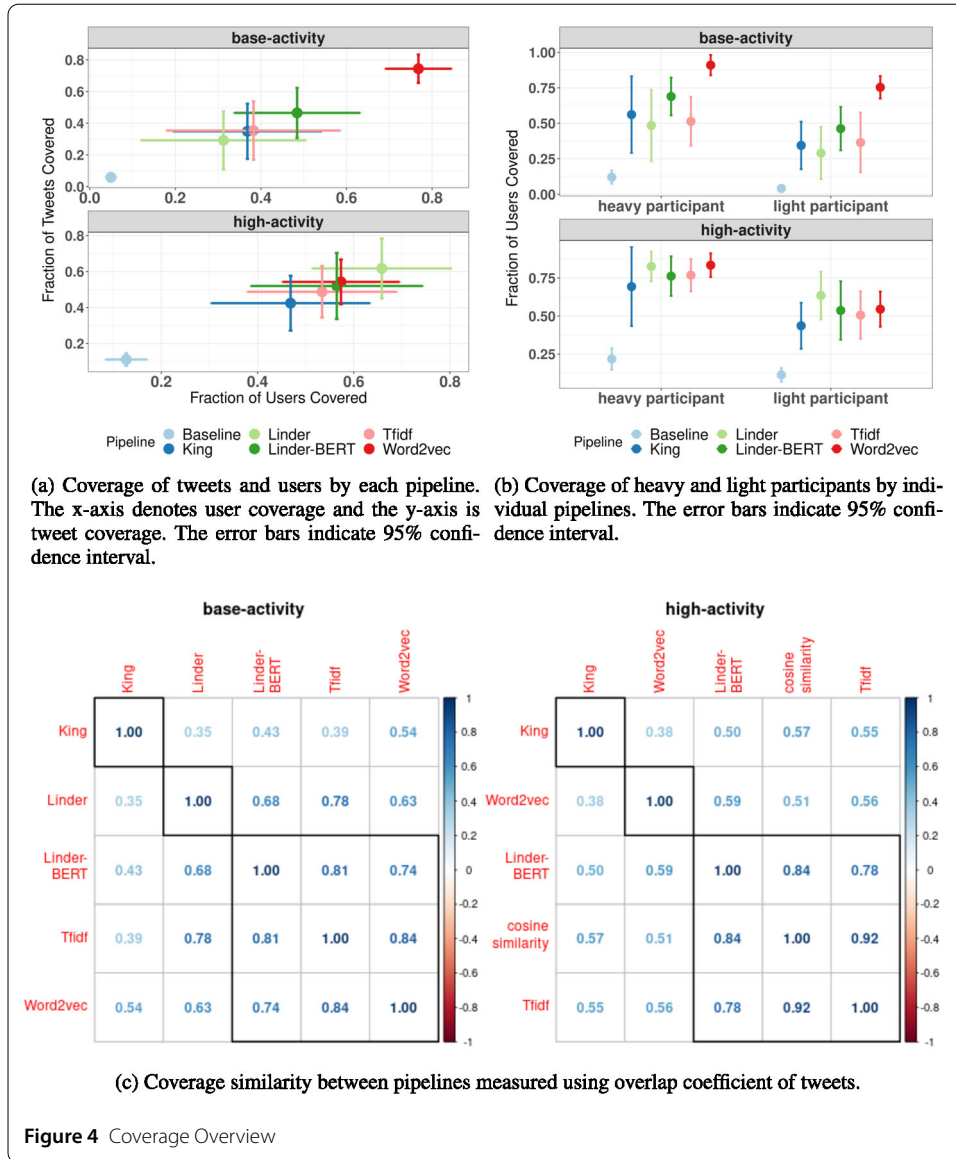 base-activity
Fraction of Tweets Covered
0.8
0.6
0.4
0.2
0.0
0.0 0.2 0.4 0.6 0.8
high-activity
0.8
0.6
0.4
0.2
0.2 0.4 0.6 0.8
Fraction of Users Covered
Pipeline
Baseline Linder Tfidf
King Linder-BERT Word2vec
base-activity
Fraction of Users Covered
1.00
0.75
0.50
0.25
0.00
heavy participant light participant
high-activity
0.75
0.50
0.25
heavy participant light participant
Pipeline
Baseline Linder Tfidf
King Linder-BERT Word2vec
(a) Coverage of tweets and users by each pipeline.
The x-axis denotes user coverage and the y-axis is
tweet coverage. The error bars indicate 95% confi-
dence interval.
(b) Coverage of heavy and light participants by indi-
vidual pipelines. The error bars indicate 95% confi-
dence interval.
base-activity
King Linder Linder-BERT Tfidf Word2vec
King 1.00 0.35 0.43 0.39 0.54
Linder 0.35 1.00 0.68 0.78 0.63
Linder-
BERT 0.43 0.68 1.00 0.81 0.74
Tfidf 0.39 0.78 0.81 1.00 0.84
Word2vec 0.54 0.63 0.74 0.84 1.00
1
0.8
0.6
0.4
0.2
0
-0.2
-0.4
-0.6
-0.8
-1
high-activity
King Word2vec Linder-BERT cosine similarity Tfidf
King 1.00 0.38 0.50 0.57 0.55
Word2vec 0.38 1.00 0.59 0.51 0.56
Linder-
BERT 0.50 0.59 1.00 0.84 0.78
cosine
similarity 0.57 0.51 0.84 1.00 0.92
Tfidf 0.55 0.56 0.78 0.92 1.00
1
0.8
0.6
0.4
0.2
0
-0.2
-0.4
-0.6
-0.8
-1
(c) Coverage similarity between pipelines measured using overlap coefficient of tweets.
Figure 4 Coverage Overview